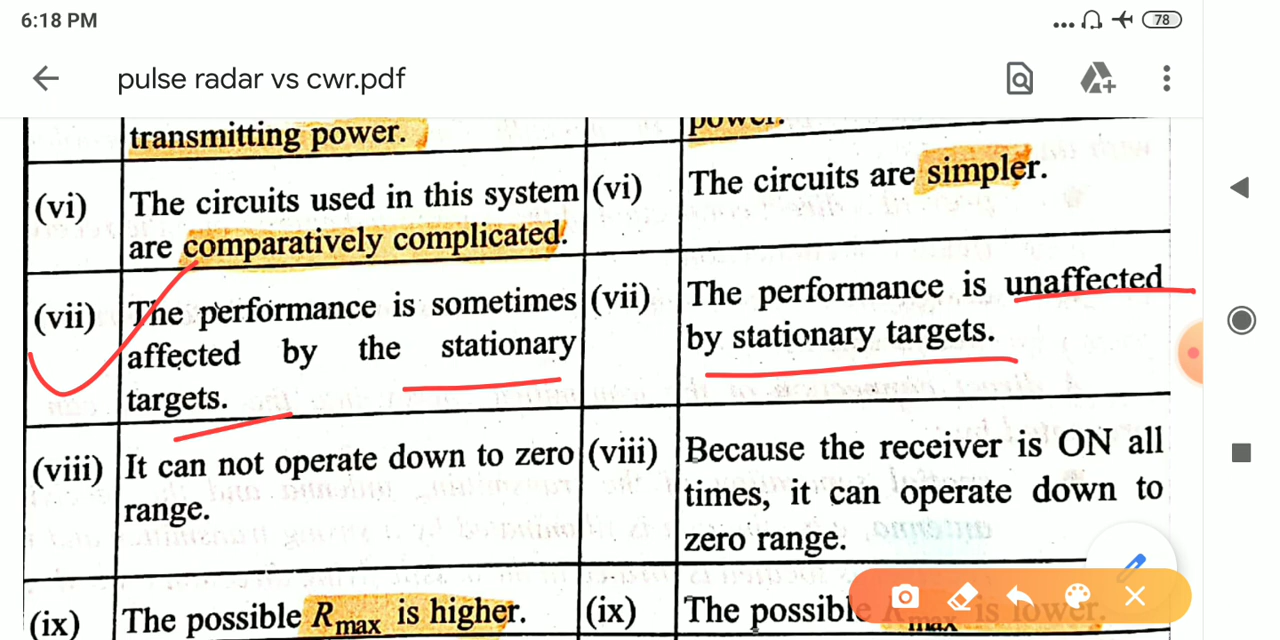 6:18 PM
78
pulse radar vs cwr.pdf
transmitting power.
power.
(vi) The circuits used in this system
are comparatively complicated.
(vi) The circuits are simpler.
(vii) The performance is sometimes
affected by the stationary
targets.
(vii) The performance is unaffected
by stationary targets.
(viii) It can not operate down to zero
range.
(viii) Because the receiver is ON all
times, it can operate down to
zero range.
(ix) The possible Rmax is higher.
(ix) The possible Rmax is lower.